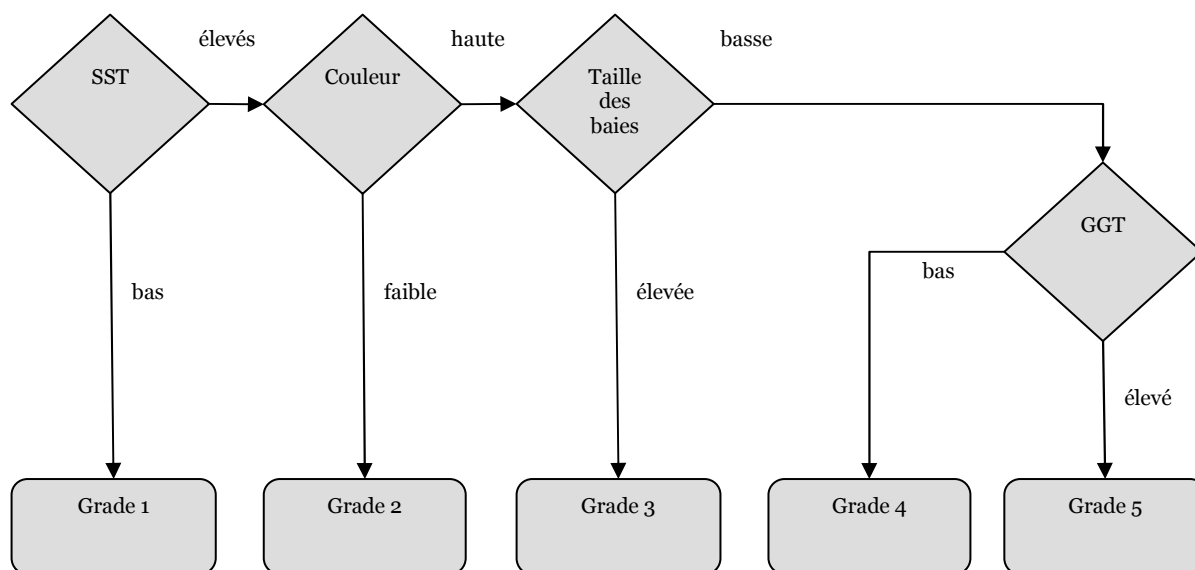 élevés
haute
basse
SST
Couleur
Taille
des
baies
GGT
bas
bas
faible
élevée
élevé
Grade 1
Grade 2
Grade 3
Grade 4
Grade 5